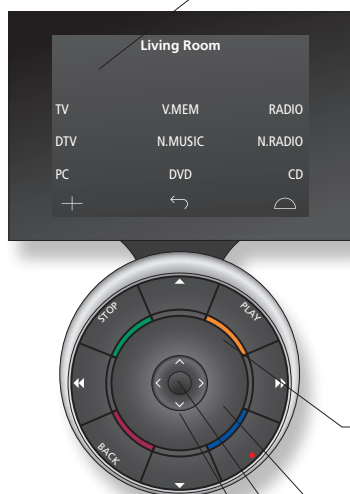 Living Room
TV V.MEM RADIO
DTV N.MUSIC N.RADIO
PC DVD CD
STOP PLAY
BACK